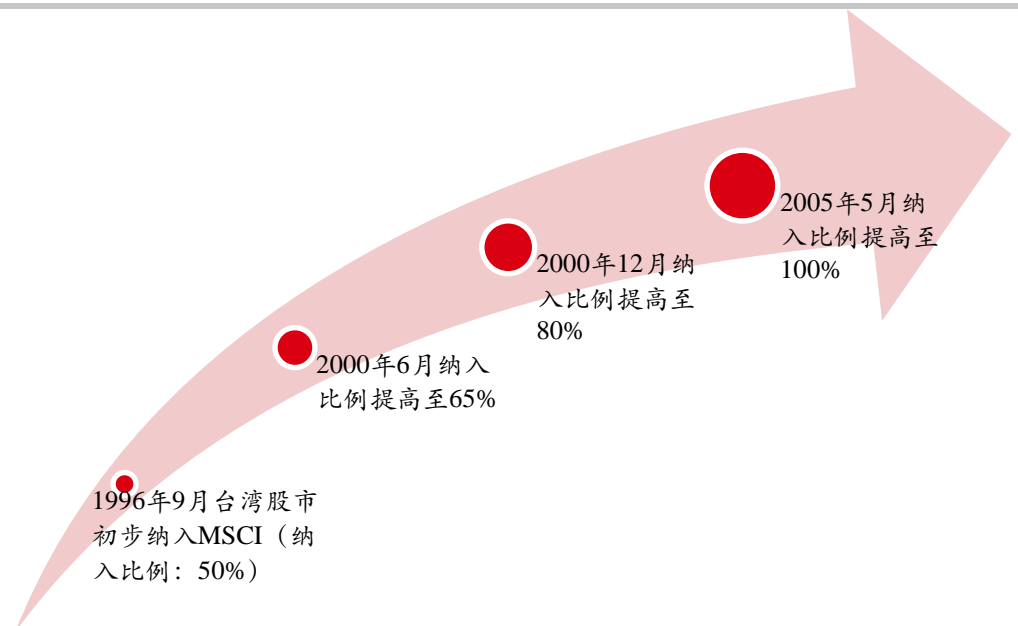 1996年9月台湾股市
初步纳入MSCI（纳
入比例：50%）
2000年6月纳入
比例提高至65%
2000年12月纳
入比例提高至
80%
2005年5月纳
入比例提高至
100%